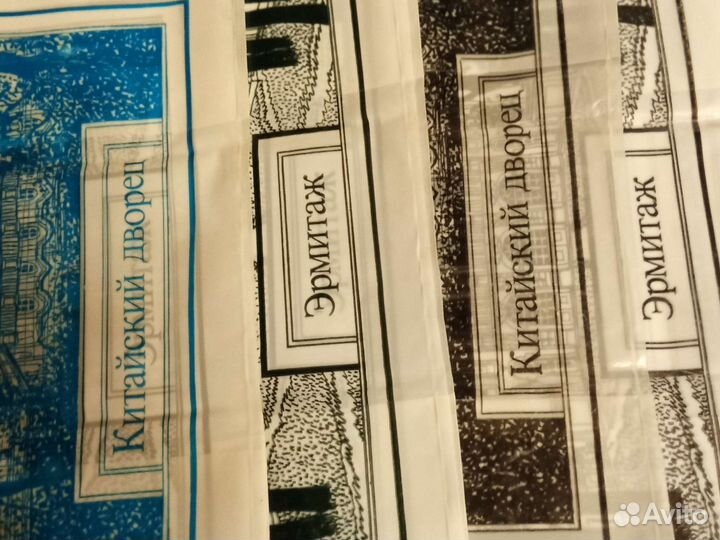 Китайский дворец
Эрмитаж
Китайский дворец
Эрмитаж
Avito